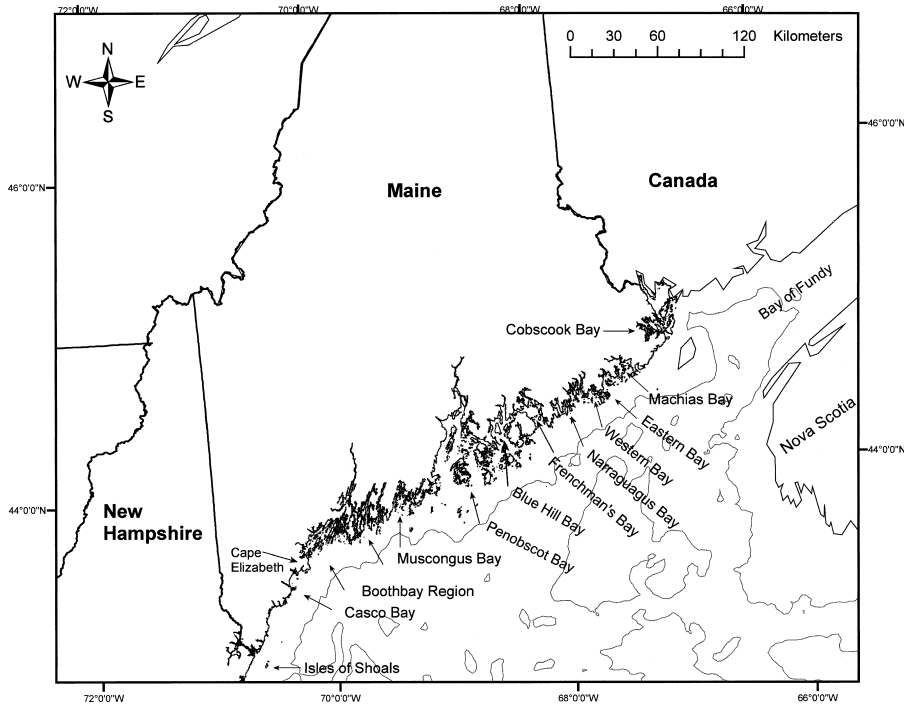 72°0'0"W 70°0'0"W 68°0'0"W 66°0'0"W
0 30 60 120 Kilometers
N
W E
S
46°0'0"N
46°0'0"N
Maine
Canada
Bay of Fundy
Cobscook Bay
Machias Bay
Eastern Bay
Western Bay
Narraguagus Bay
Frenchman's Bay
Blue Hill Bay
Penobscot Bay
Nova Scotia
44°0'0"N
44°0'0"N
New
Hampshire
Cape
Elizabeth
Muscongus Bay
Boothbay Region
Casco Bay
Isles of Shoals
72°0'0"W 70°0'0"W 68°0'0"W 66°0'0"W